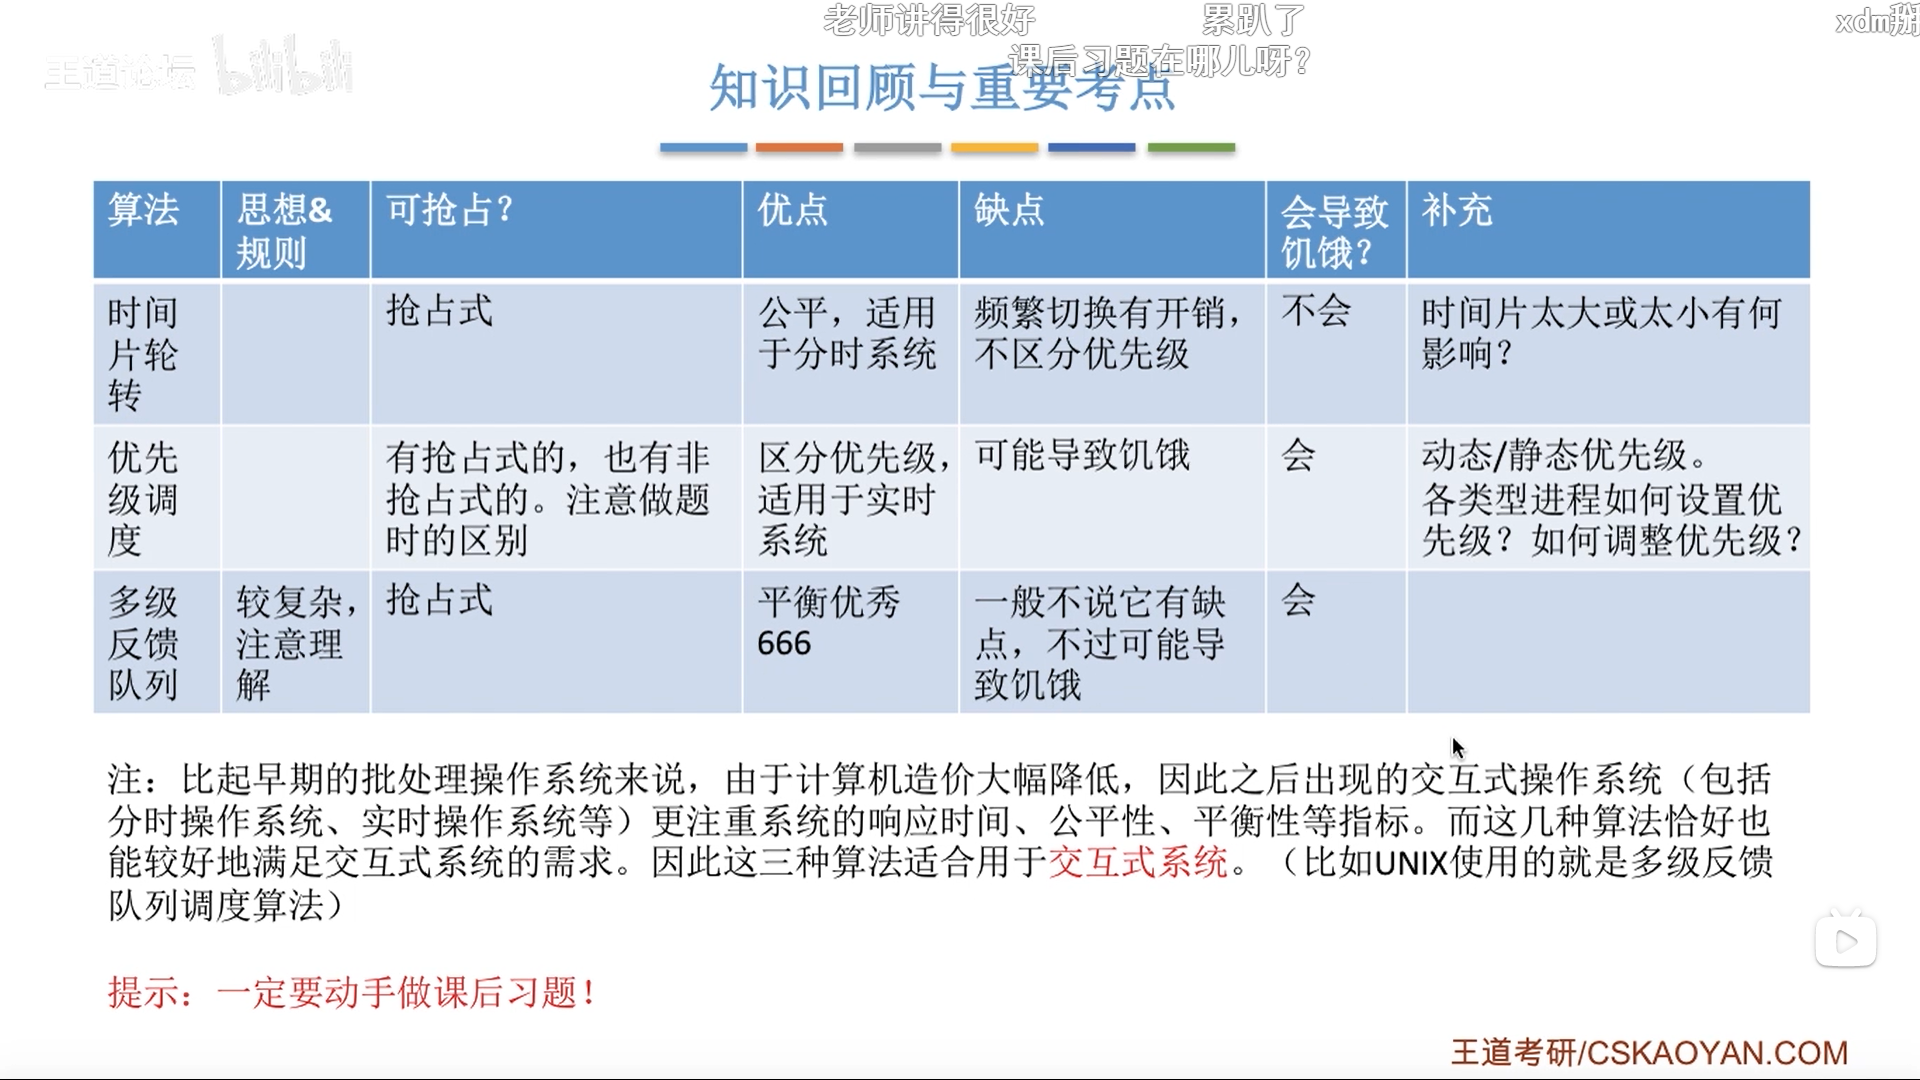 老师讲得很好
累趴了
xdm掰
课后习题在哪儿呀?
王道论坛 bilibili
知识回顾与重要考点
算法
思想&
规则
可抢占?
优点
缺点
会导致
饥饿?
补充
时间
片轮
转
抢占式
公平，适用
于分时系统
频繁切换有开销，
不区分优先级
不会
时间片太大或太小有何
影响?
优先
级调
度
有抢占式的，也有非
抢占式的。注意做题
时的区别
区分优先级，
适用于实时
系统
可能导致饥饿
会
动态/静态优先级。
各类型进程如何设置优
先级？如何调整优先级？
多级
反馈
队列
较复杂，
注意理
解
抢占式
平衡优秀
666
一般不说它有缺
点，不过可能导
致饥饿
会
注：比起早期的批处理操作系统来说，由于计算机造价大幅降低，因此之后出现的交互式操作系统（包括
分时操作系统、实时操作系统等）更注重系统的响应时间、公平性、平衡性等指标。而这几种算法恰好也
能较好地满足交互式系统的需求。因此这三种算法适合用于交互式系统。（比如UNIX使用的就是多级反馈
队列调度算法）
提示：一定要动手做课后习题！
王道考研/CSKAOYAN.COM